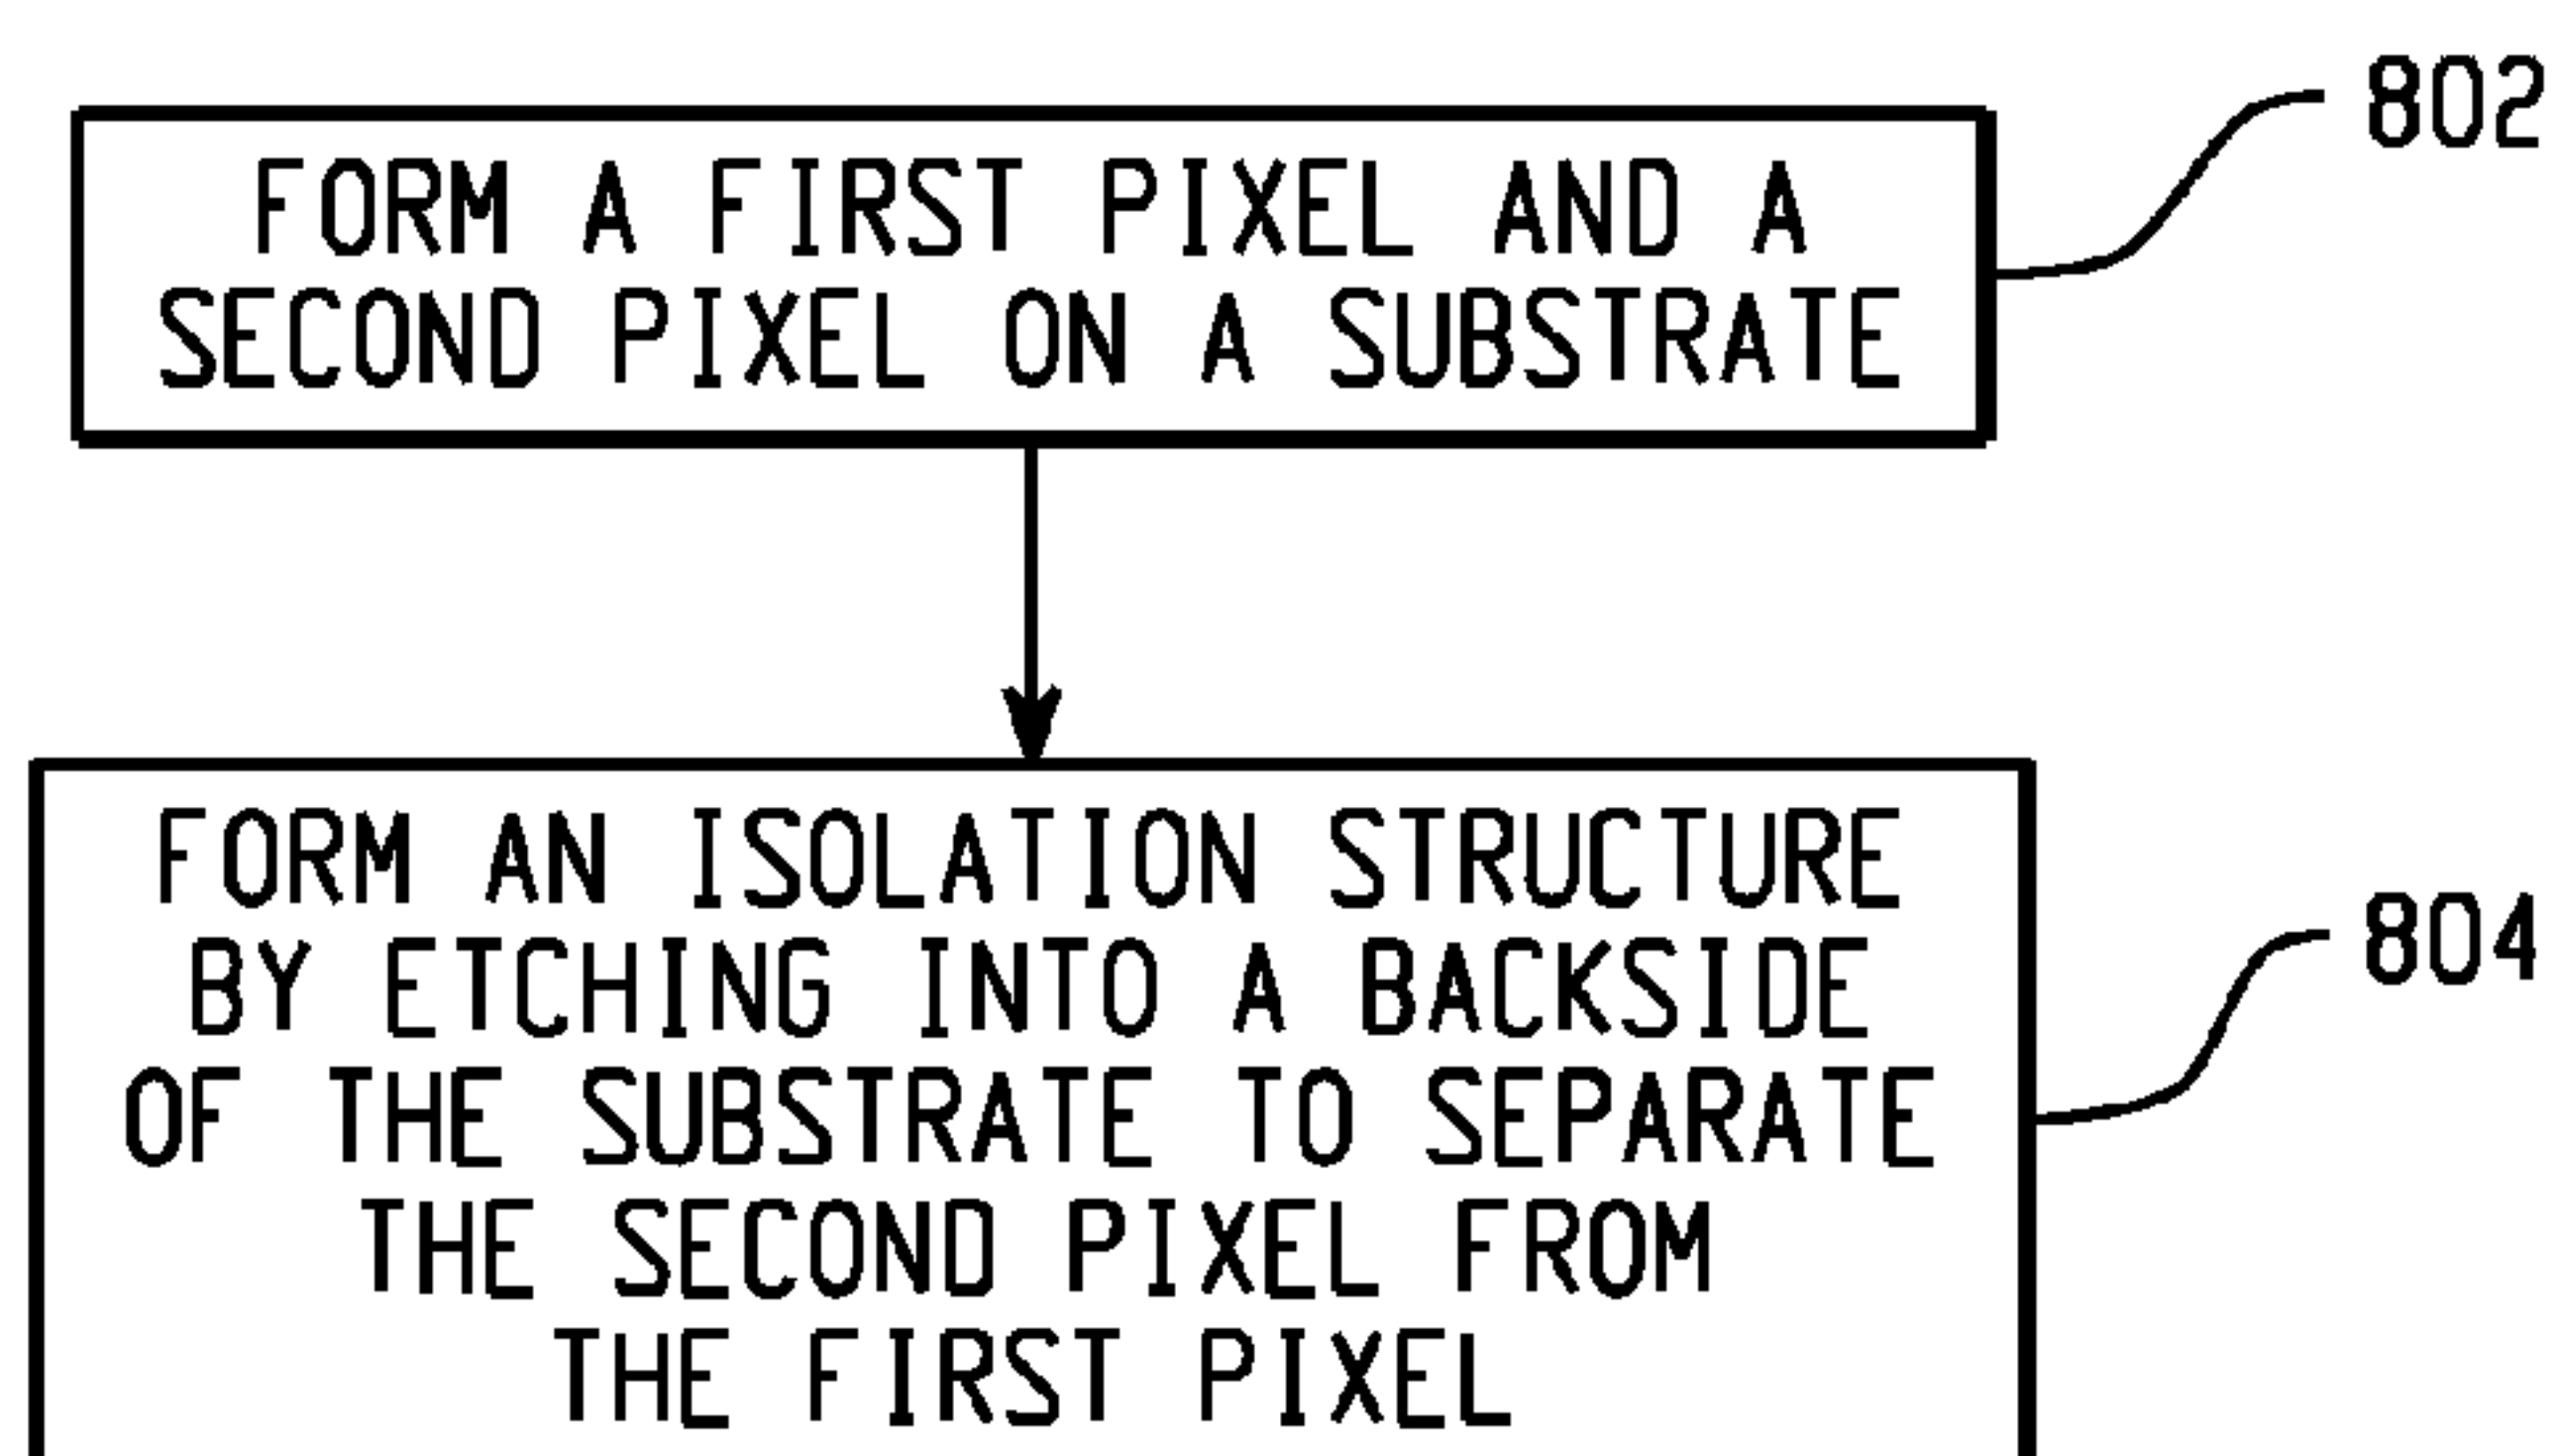 802
FORM A FIRST PIXEL AND A
SECOND PIXEL ON A SUBSTRATE
FORM AN ISOLATION STRUCTURE
BY ETCHING INTO A BACKSIDE
OF THE SUBSTRATE TO SEPARATE
THE SECOND PIXEL FROM
THE FIRST PIXEL
804